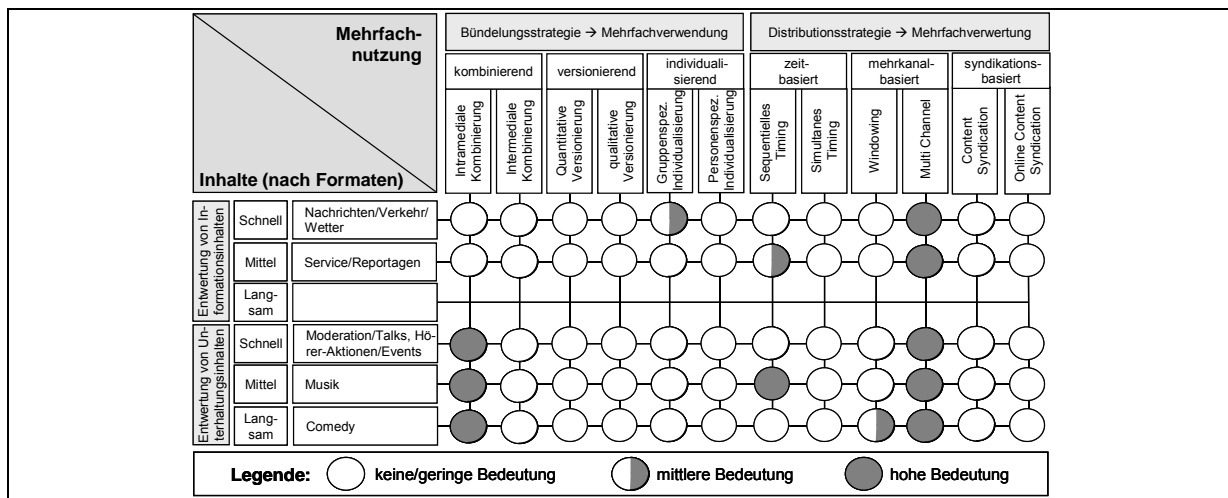 Mehrfach-
nutzung
Inhalte (nach Formaten)
Bündelungsstrategie → Mehrfachverwendung
Distributionsstrategie → Mehrfachverwertung
kombinierend
versionierend
individuali-
sierend
zeit-
basiert
mehrkanal-
basiert
syndikations-
basiert
Intramediale
Kombinierung
Intermediale
Kombinierung
Quantitative
Versionierung
qualitative
Versionierung
Gruppenspez.
Individualisierung
Personenspez.
Individualisierung
Sequentielles
Timing
Simultanes
Timing
Windowing
Multi Channel
Content
Syndication
Online Content
Syndication
Entwertung von In-
formationsinhalten
Schnell
Nachrichten/Verkehr/
Wetter
Mittel
Service/Reportagen
Lang-
sam
Entwertung von Un-
terhaltungsinhalten
Schnell
Moderation/Talks, Hö-
rer-Aktionen/Events
Mittel
Musik
Lang-
sam
Comedy
Legende:
keine/geringe Bedeutung
mittlere Bedeutung
hohe Bedeutung